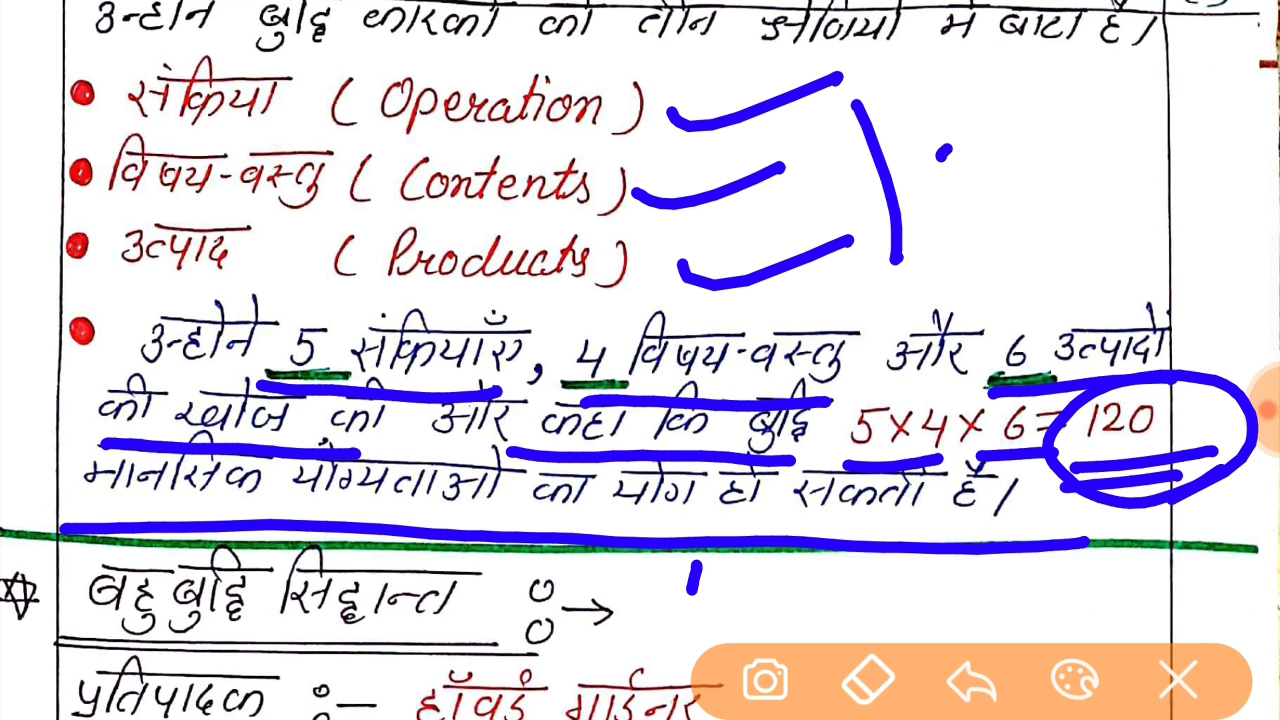 उन्होने बुद्धि कारकों को तीन श्रेणियों में बाटा है।
संक्रिया ( Operation )
विषय-वस्तु ( Contents )
उत्पाद ( Products )
उन्होने 5 संक्रियाएँ, 4 विषय-वस्तु और 6 उत्पादों
की खोज की और कहा कि बुद्धि 5×4×6=120
मानसिक योग्यताओं का योग हो सकती है।
बहु बुद्धि सिद्धान्त :→
प्रतिपादक :— हॉवर्ड गार्डनर